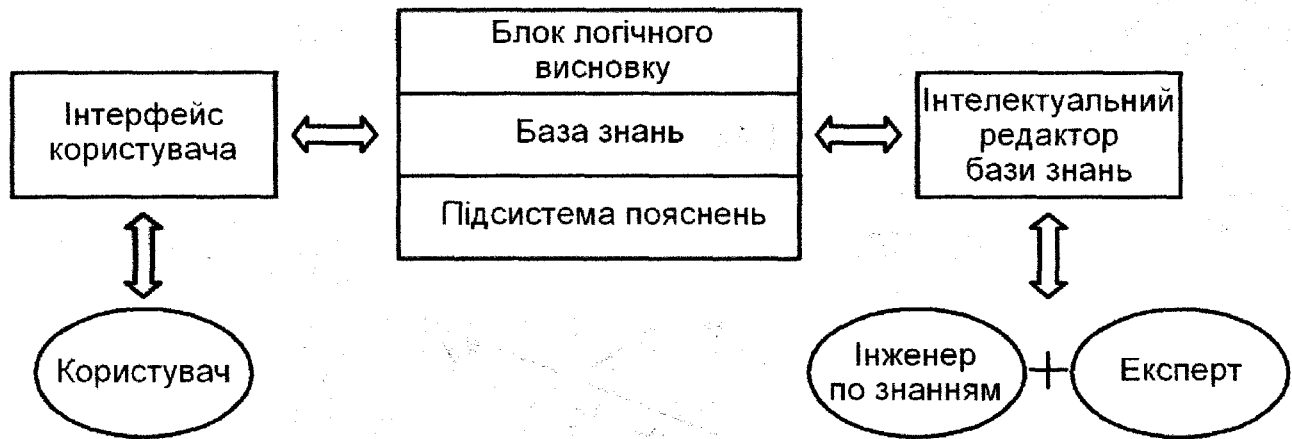 Блок логічного
висновку
Інтерфейс
користувача
База знань
Інтелектуальний
редактор
бази знань
Підсистема пояснень
Користувач
Інженер
по знанням
+
Експерт